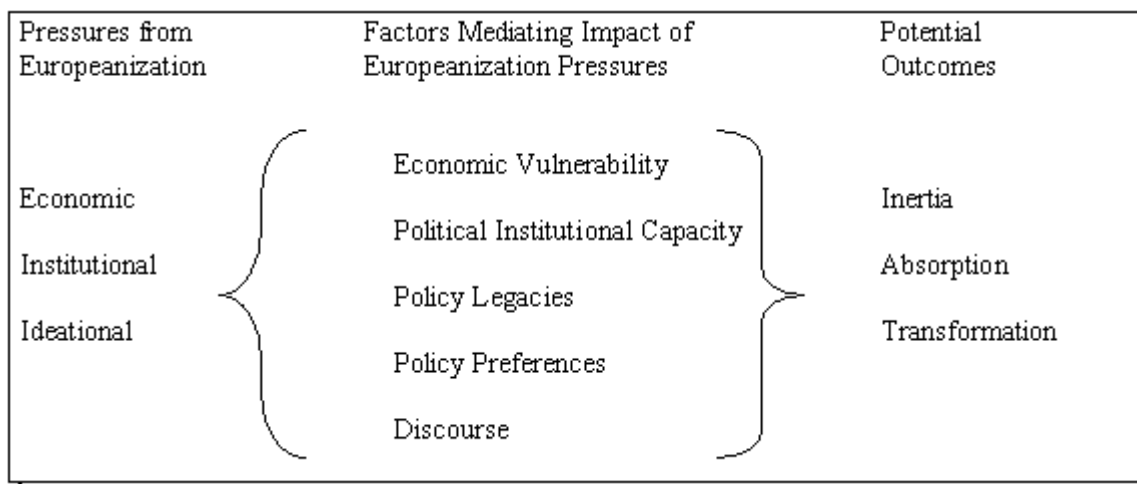 Pressures from
Europeanization
Factors Mediating Impact of
Europeanization Pressures
Potential
Outcomes
Economic
Institutional
Ideational
Economic Vulnerability
Political Institutional Capacity
Policy Legacies
Policy Preferences
Discourse
Inertia
Absorption
Transformation